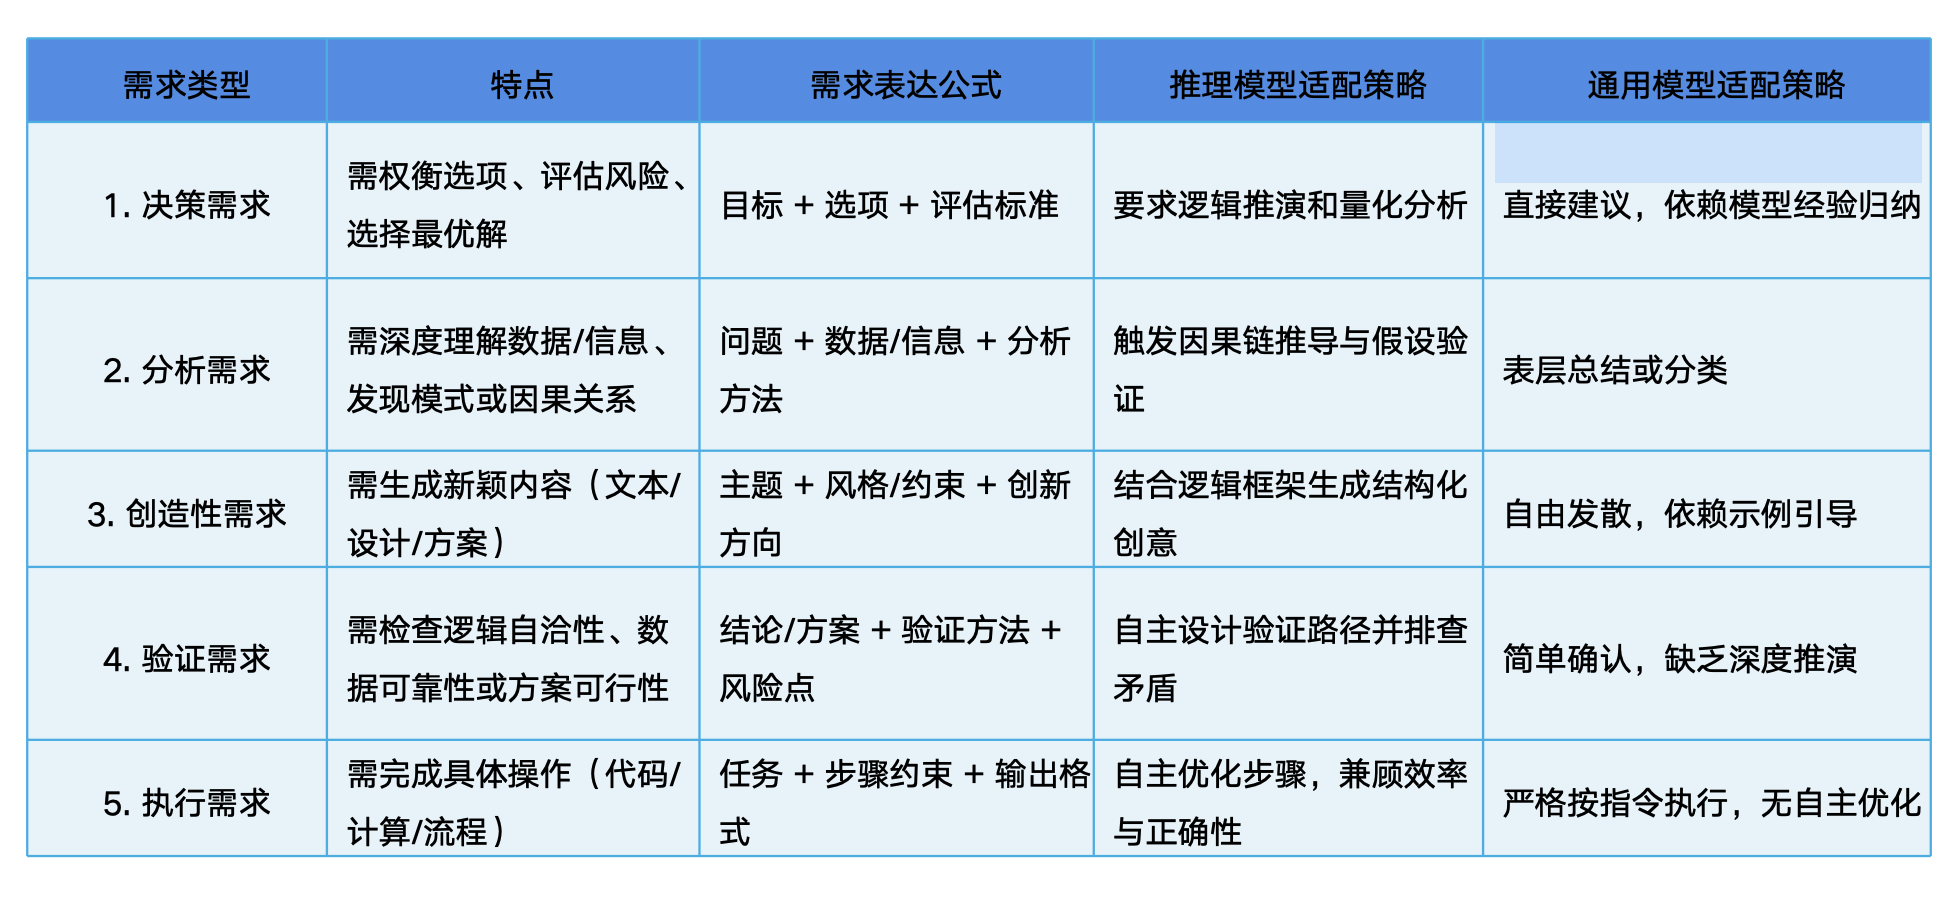 需求类型
特点
需求表达公式
推理模型适配策略
通用模型适配策略
1. 决策需求
需权衡选项、评估风险、
选择最优解
目标 + 选项 + 评估标准
要求逻辑推演和量化分析
直接建议，依赖模型经验归纳
2. 分析需求
需深度理解数据/信息、
发现模式或因果关系
问题 + 数据/信息 + 分析
方法
触发因果链推导与假设验
证
表层总结或分类
3. 创造性需求
需生成新颖内容（文本/
设计/方案）
主题 + 风格/约束 + 创新
方向
结合逻辑框架生成结构化
创意
自由发散，依赖示例引导
4. 验证需求
需检查逻辑自洽性、数
据可靠性或方案可行性
结论/方案 + 验证方法 +
风险点
自主设计验证路径并排查
矛盾
简单确认，缺乏深度推演
5. 执行需求
需完成具体操作（代码/
计算/流程）
任务 + 步骤约束 + 输出格
式
自主优化步骤，兼顾效率
与正确性
严格按指令执行，无自主优化